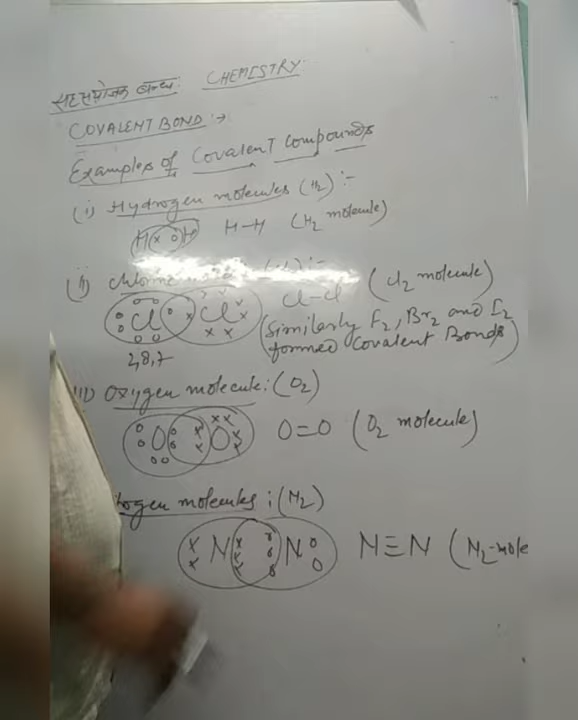 सहसंयोजक बन्ध: CHEMISTRY
COVALENT BOND :→
Examples of Covalent Compounds
(i) Hydrogen molecules (H₂) :-
H x o H H-H (H₂ molecule)
(ii) Chlorine :-
Cl Cl Cl-Cl (Cl₂ molecule)
2,8,7 (Similarly F₂, Br₂ and I₂
formed Covalent Bonds)
Oxygen molecule: (O₂)
O O O=O (O₂ molecule)
togen molecules : (N₂)
N N N≡N (N₂-mole